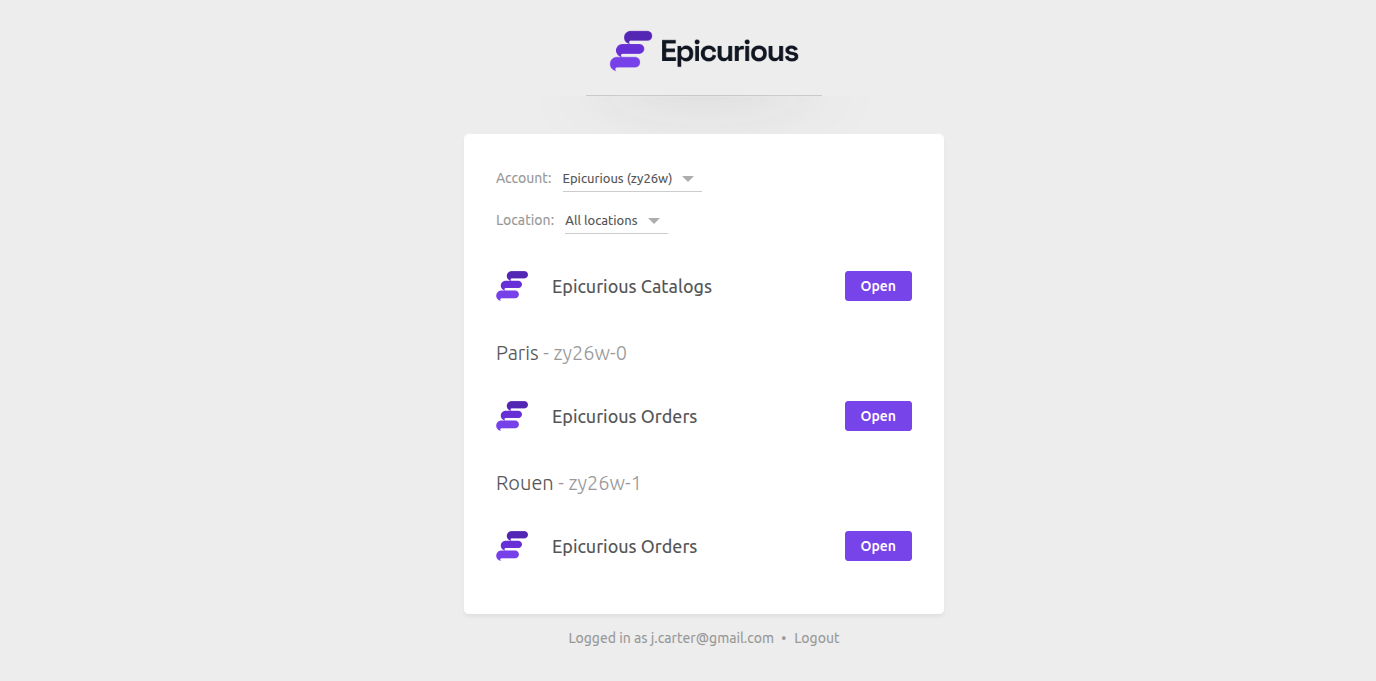 Epicurious
Account: Epicurious (zy26w)
Location: All locations
Epicurious Catalogs Open
Paris - zy26w-0
Epicurious Orders Open
Rouen - zy26w-1
Epicurious Orders Open
Logged in as j.carter@gmail.com • Logout